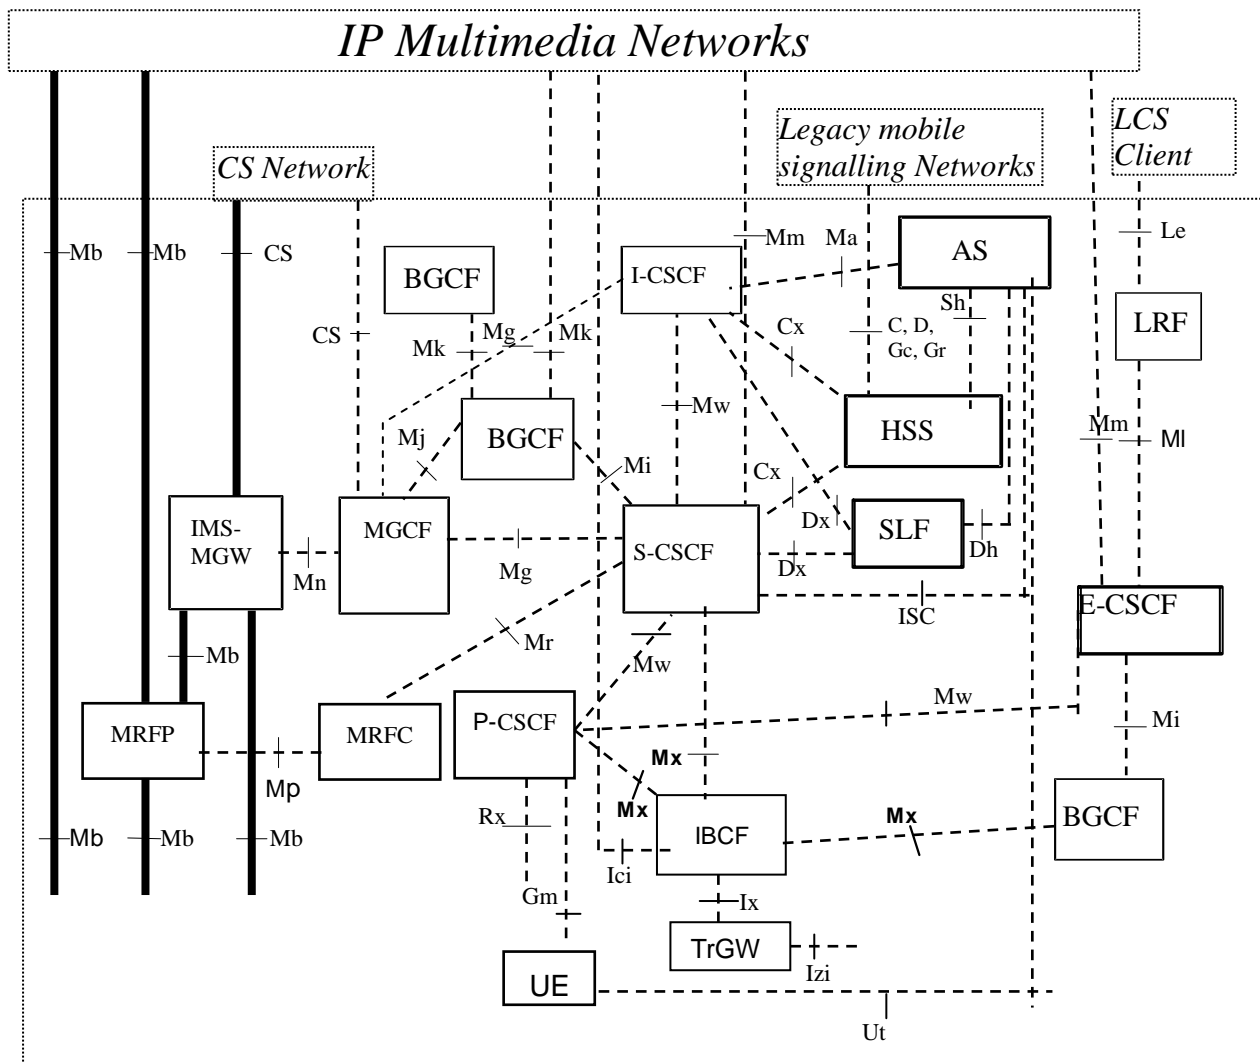 IP Multimedia Networks
Legacy mobile
signalling Networks
LCS
Client
CS Network
Mb
Mb
CS
Mm
Ma
AS
Le
BGCF
I-CSCF
Sh
LRF
CS
Mk
Mg
Mk
Cx
C, D,
Gc, Gr
Mw
Mj
BGCF
Mi
HSS
Mm
Ml
Cx
IMS-
MGW
MGCF
S-CSCF
Dx
SLF
Mn
Mg
Dx
Dh
ISC
E-CSCF
Mb
Mr
Mw
Mw
MRFP
MRFC
P-CSCF
Mi
Mp
Mx
Mx
Rx
Mx
BGCF
Mb
Mb
Mb
IBCF
Ici
Gm
Ix
TrGW
Izi
UE
Ut